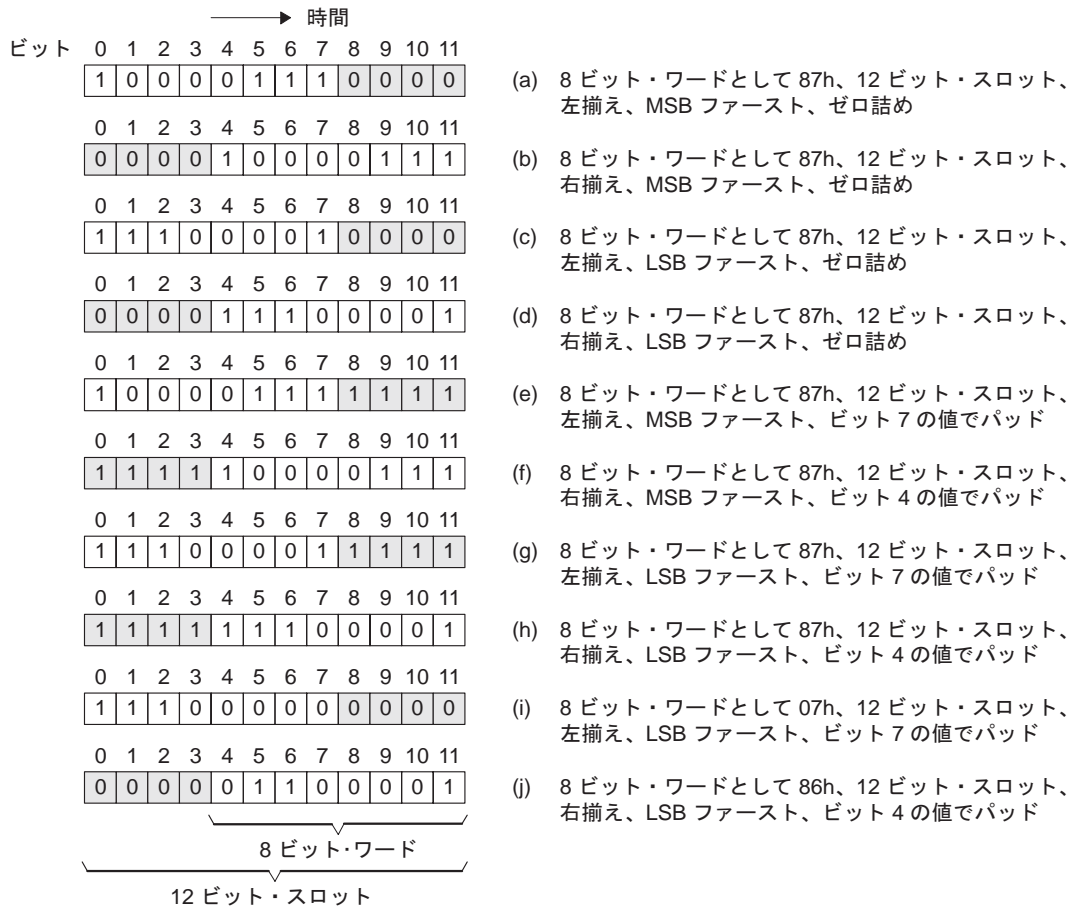 時間
ビット 0 1 2 3 4 5 6 7 8 9 10 11
1 0 0 0 0 1 1 1 0 0 0 0
(a) 8 ビット・ワードとして 87h、12 ビット・スロット、
左揃え、MSB ファースト、ゼロ詰め
0 1 2 3 4 5 6 7 8 9 10 11
0 0 0 0 1 0 0 0 0 1 1 1
(b) 8 ビット・ワードとして 87h、12 ビット・スロット、
右揃え、MSB ファースト、ゼロ詰め
0 1 2 3 4 5 6 7 8 9 10 11
1 1 1 0 0 0 0 1 0 0 0 0
(c) 8 ビット・ワードとして 87h、12 ビット・スロット、
左揃え、LSB ファースト、ゼロ詰め
0 1 2 3 4 5 6 7 8 9 10 11
0 0 0 0 1 1 1 0 0 0 0 1
(d) 8 ビット・ワードとして 87h、12 ビット・スロット、
右揃え、LSB ファースト、ゼロ詰め
0 1 2 3 4 5 6 7 8 9 10 11
1 0 0 0 0 1 1 1 1 1 1 1
(e) 8 ビット・ワードとして 87h、12 ビット・スロット、
左揃え、MSB ファースト、ビット 7 の値でパッド
0 1 2 3 4 5 6 7 8 9 10 11
1 1 1 1 1 0 0 0 0 1 1 1
(f) 8 ビット・ワードとして 87h、12 ビット・スロット、
右揃え、MSB ファースト、ビット 4 の値でパッド
0 1 2 3 4 5 6 7 8 9 10 11
1 1 1 0 0 0 0 1 1 1 1 1
(g) 8 ビット・ワードとして 87h、12 ビット・スロット、
左揃え、LSB ファースト、ビット 7 の値でパッド
0 1 2 3 4 5 6 7 8 9 10 11
1 1 1 1 1 1 1 0 0 0 0 1
(h) 8 ビット・ワードとして 87h、12 ビット・スロット、
右揃え、LSB ファースト、ビット 4 の値でパッド
0 1 2 3 4 5 6 7 8 9 10 11
1 1 1 0 0 0 0 0 0 0 0 0
(i) 8 ビット・ワードとして 07h、12 ビット・スロット、
左揃え、LSB ファースト、ビット 7 の値でパッド
0 1 2 3 4 5 6 7 8 9 10 11
0 0 0 0 0 1 1 0 0 0 0 1
(j) 8 ビット・ワードとして 86h、12 ビット・スロット、
右揃え、LSB ファースト、ビット 4 の値でパッド
8 ビット・ワード
12 ビット・スロット